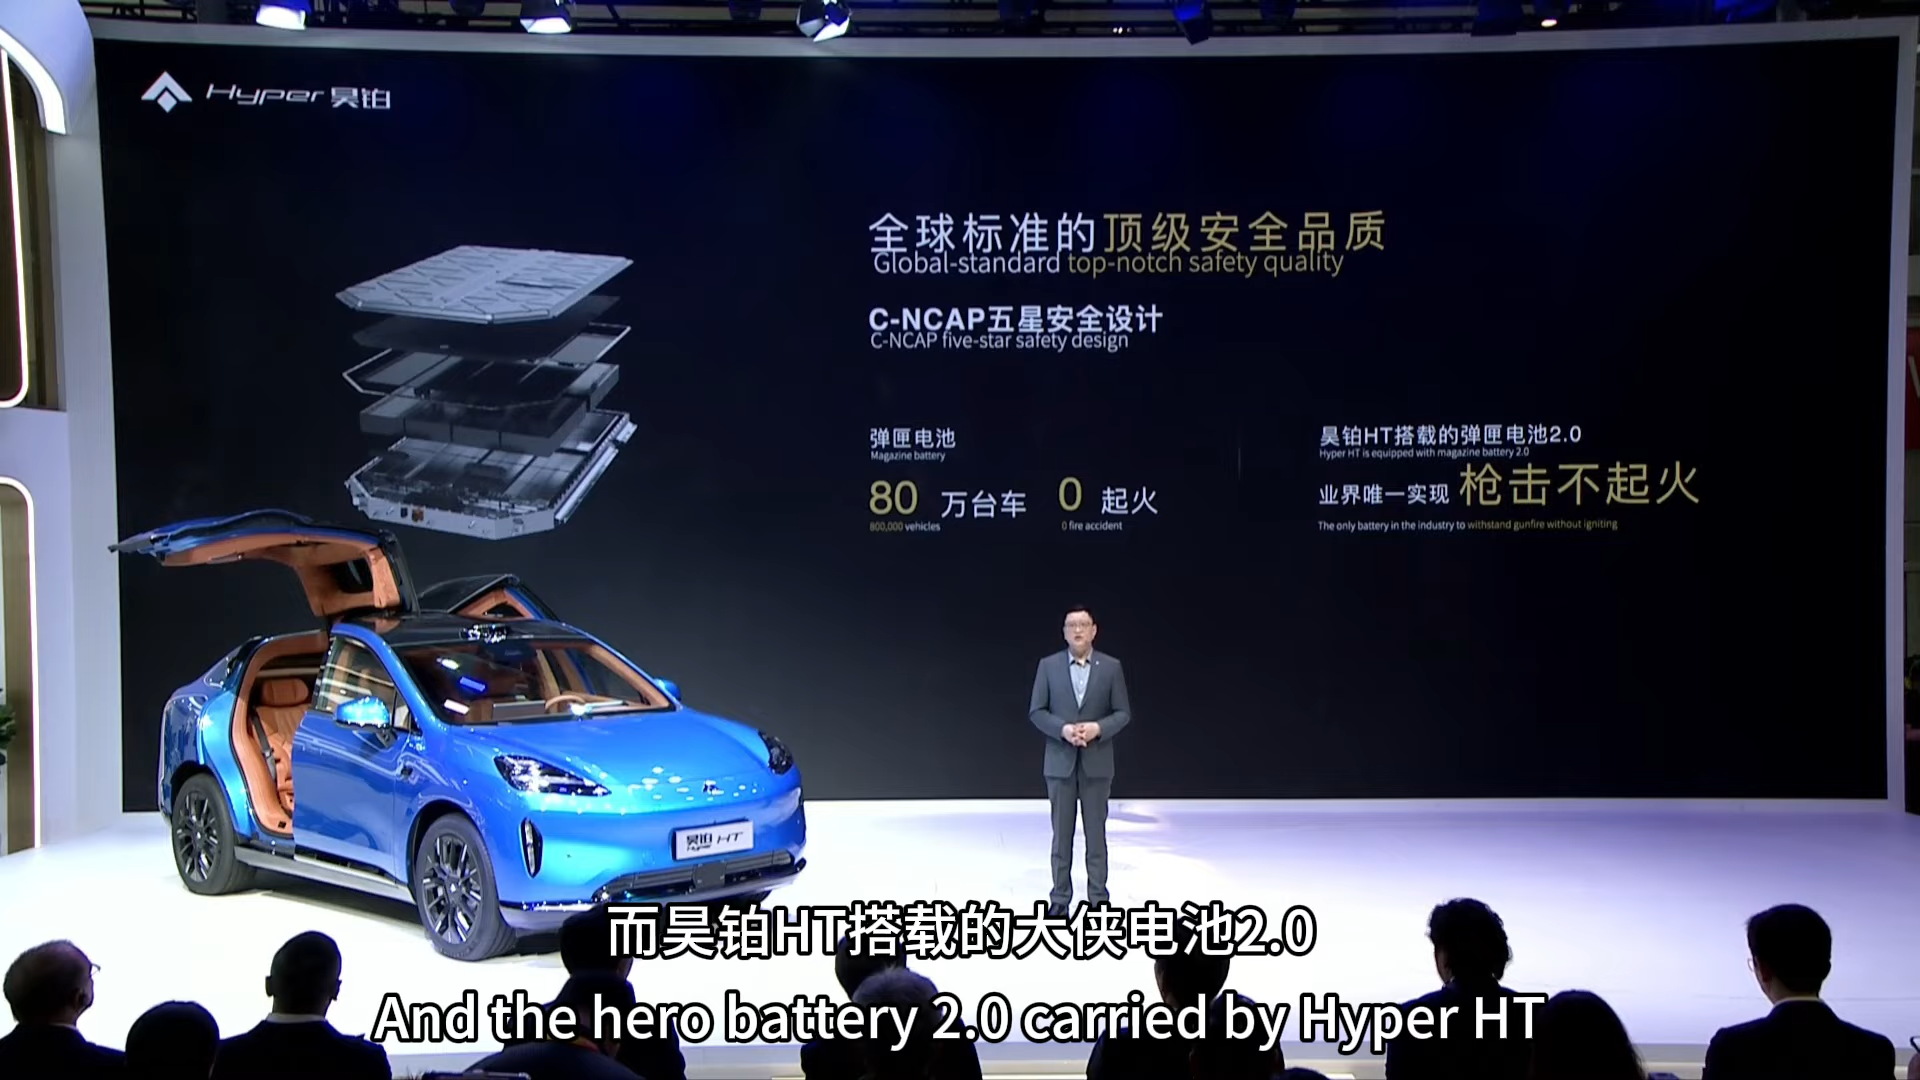 Hyper 昊铂
全球标准的顶级安全品质
Global-standard top-notch safety quality
C-NCAP五星安全设计
C-NCAP five-star safety design
弹匣电池
Magazine battery
80 万台车 0 起火
800,000 vehicles 0 fire accident
昊铂HT搭载的弹匣电池2.0
Hyper HT is equipped with magazine battery 2.0
业界唯一实现 枪击不起火
The only battery in the industry to withstand gunfire without igniting
昊铂 HT
Hyper
而昊铂HT搭载的大侠电池2.0
And the hero battery 2.0 carried by Hyper HT